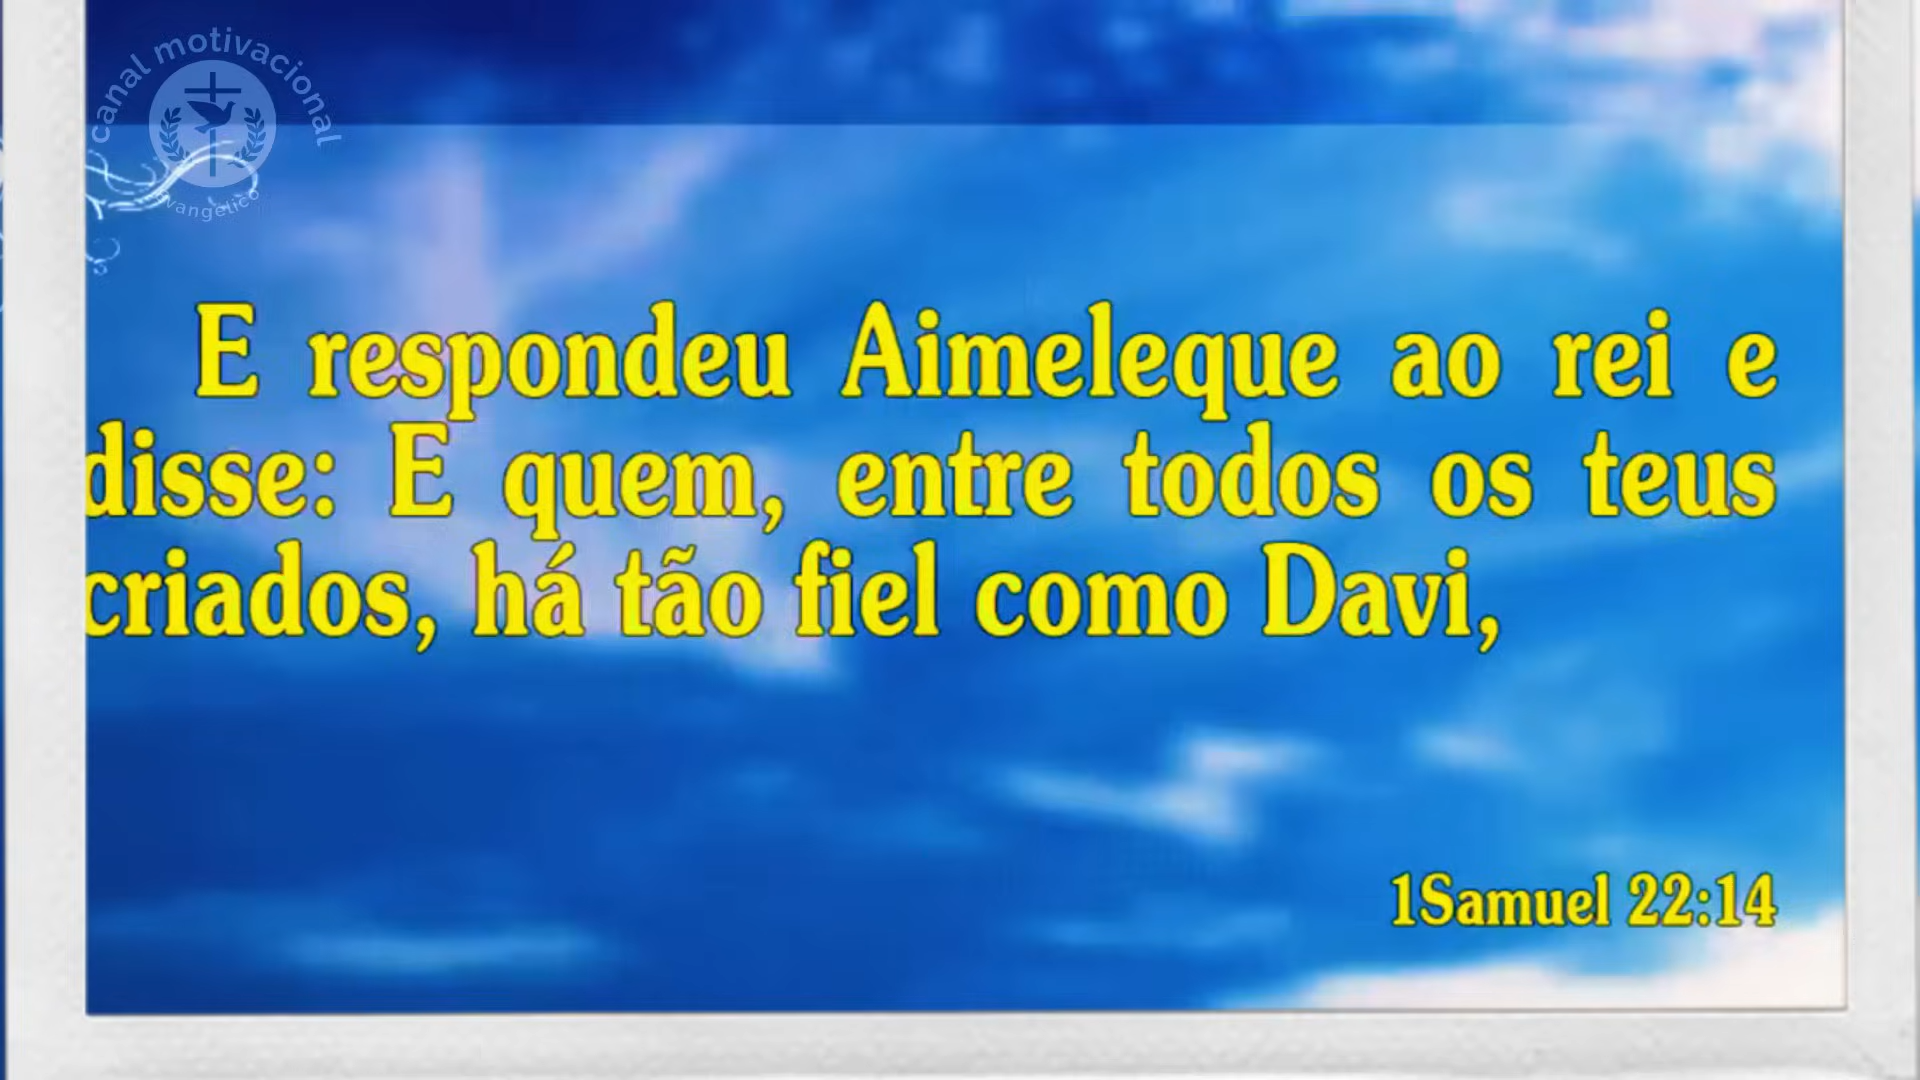 canal motivacional
evangélico
E respondeu Aimeleque ao rei e
disse: E quem, entre todos os teus
criados, há tão fiel como Davi,
1Samuel 22:14